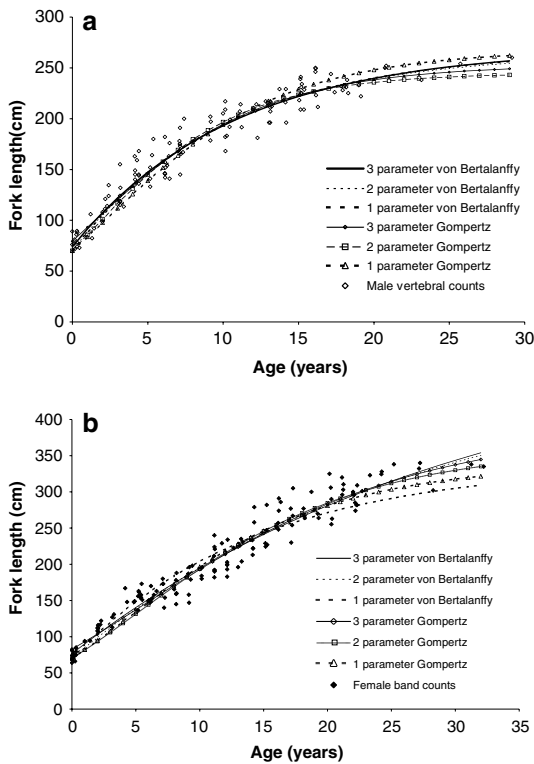 a
300
250
200
150
100
50
0
Fork length(cm)
3 parameter von Bertalanffy
2 parameter von Bertalanffy
1 parameter von Bertalanffy
3 parameter Gompertz
2 parameter Gompertz
1 parameter Gompertz
Male vertebral counts
0 5 10 15 20 25 30
Age (years)
b
400
350
300
250
200
150
100
50
0
Fork length (cm)
3 parameter von Bertalanffy
2 parameter von Bertalanffy
1 parameter von Bertalanffy
3 parameter Gompertz
2 parameter Gompertz
1 parameter Gompertz
Female band counts
0 5 10 15 20 25 30 35
Age (years)